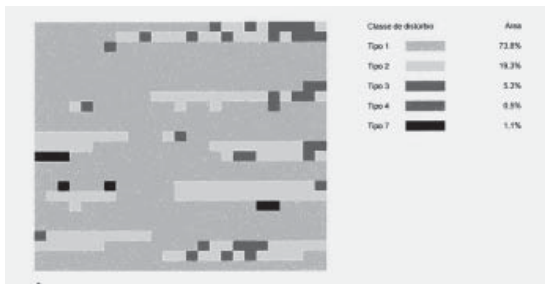 Classe de distúrbio Área
Tipo 1 73.8%
Tipo 2 19.3%
Tipo 3 5.3%
Tipo 4 0.5%
Tipo 7 1.1%